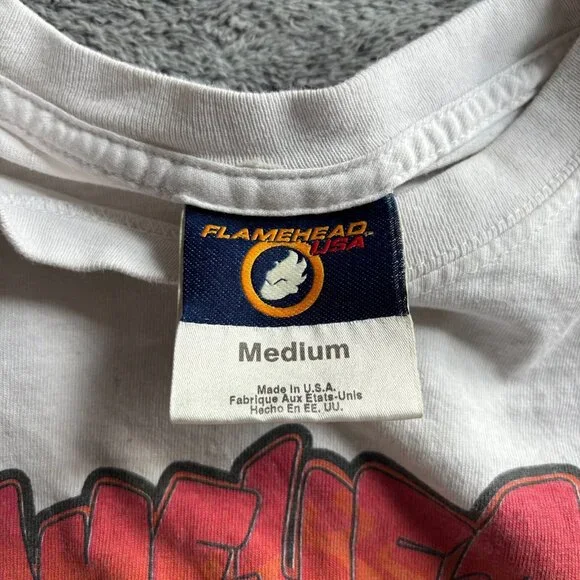 FLAMEHEAD
USA
Medium
Made In U.S.A.
Fabrique Aux Etats-Unis
Hecho En EE. UU.